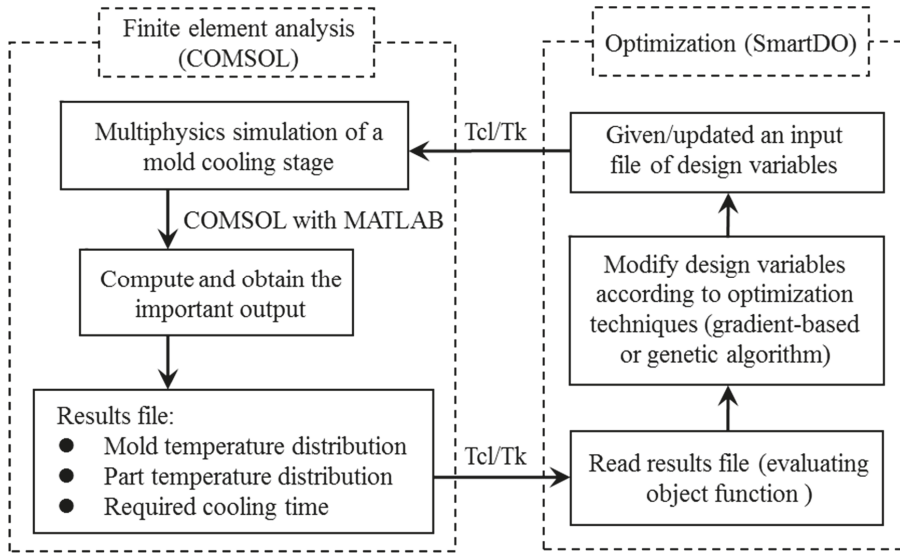 Finite element analysis
(COMSOL)
Multiphysics simulation of a
mold cooling stage
COMSOL with MATLAB
Compute and obtain the
important output
Results file:
● Mold temperature distribution
● Part temperature distribution
● Required cooling time
Tcl/Tk
Tcl/Tk
Optimization (SmartDO)
Given/updated an input
file of design variables
Modify design variables
according to optimization
techniques (gradient-based
or genetic algorithm)
Read results file (evaluating
object function )